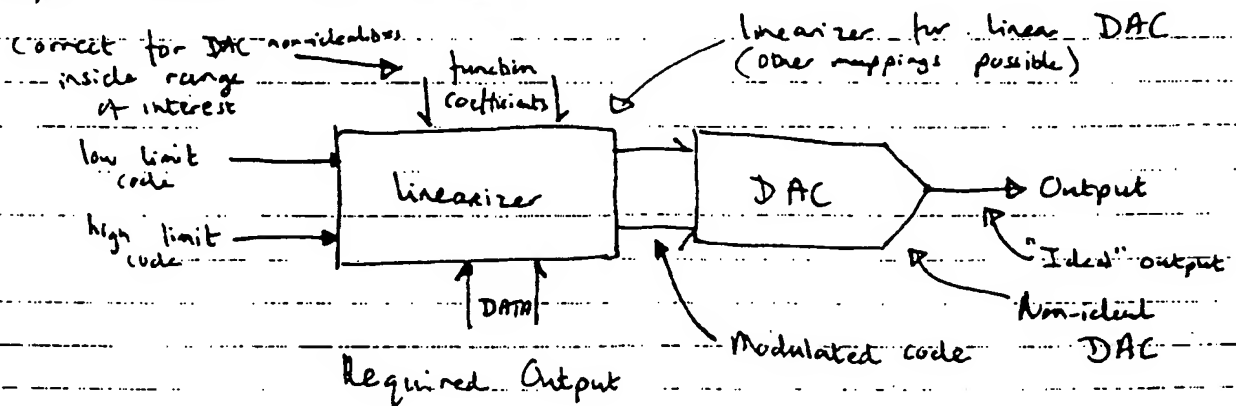 Correct for DAC non-idealities
inside range
of interest
function
coefficients
linearizer for linear DAC
(other mappings possible)
low limit
code
high limit
code
linearizer
DAC
Output
"Ideal" output
Non-ideal
DAC
DATA
Modulated code
Required Output